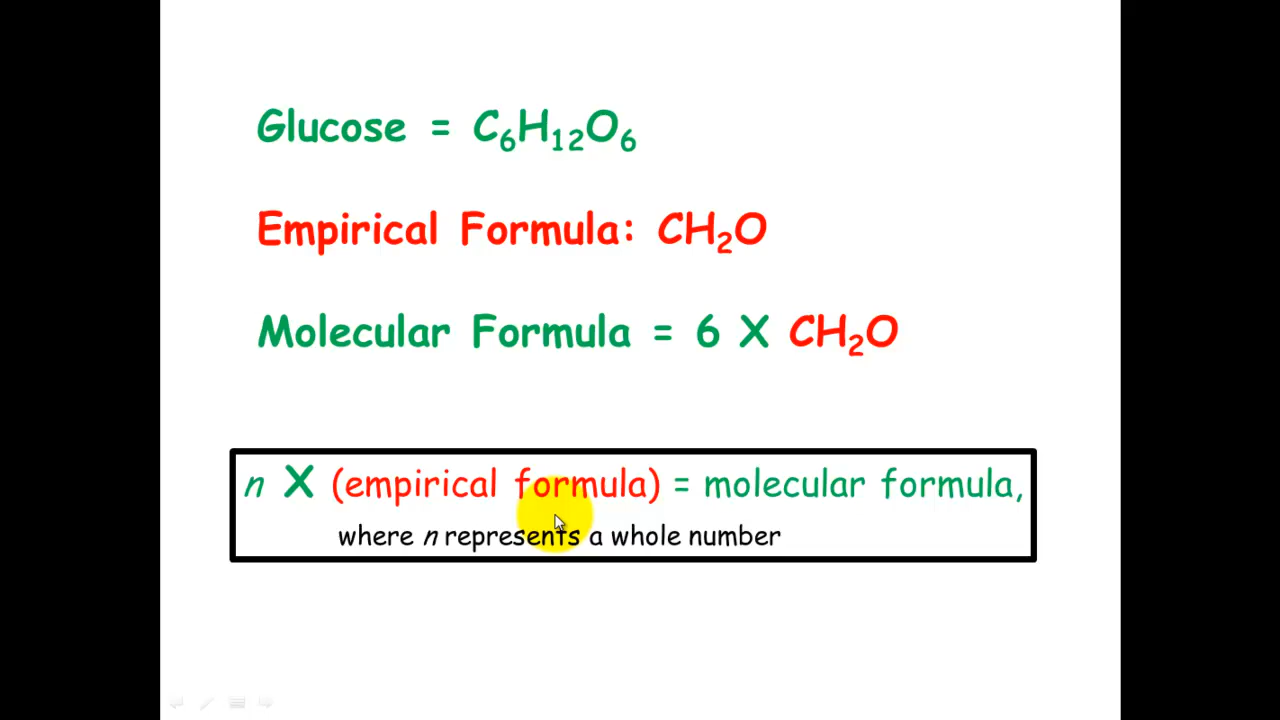 Glucose = C₆H₁₂O₆
Empirical Formula: CH₂O
Molecular Formula = 6 X CH₂O
n X (empirical formula) = molecular formula,
where n represents a whole number